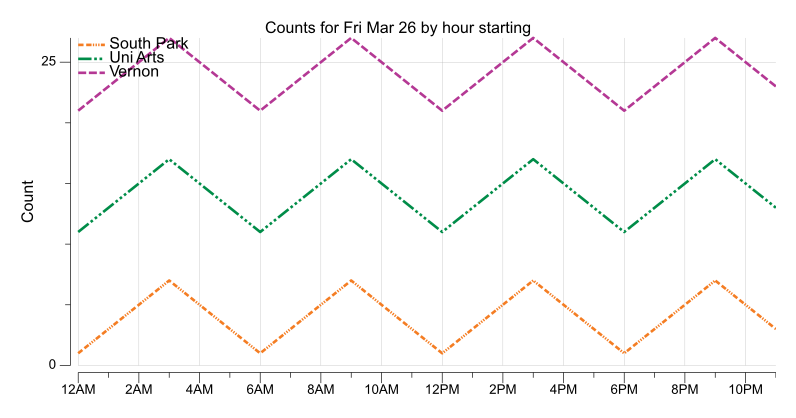 Counts for Fri Mar 26 by hour starting
South Park
Uni Arts
Vernon
25
Count
0
12AM 2AM 4AM 6AM 8AM 10AM 12PM 2PM 4PM 6PM 8PM 10PM